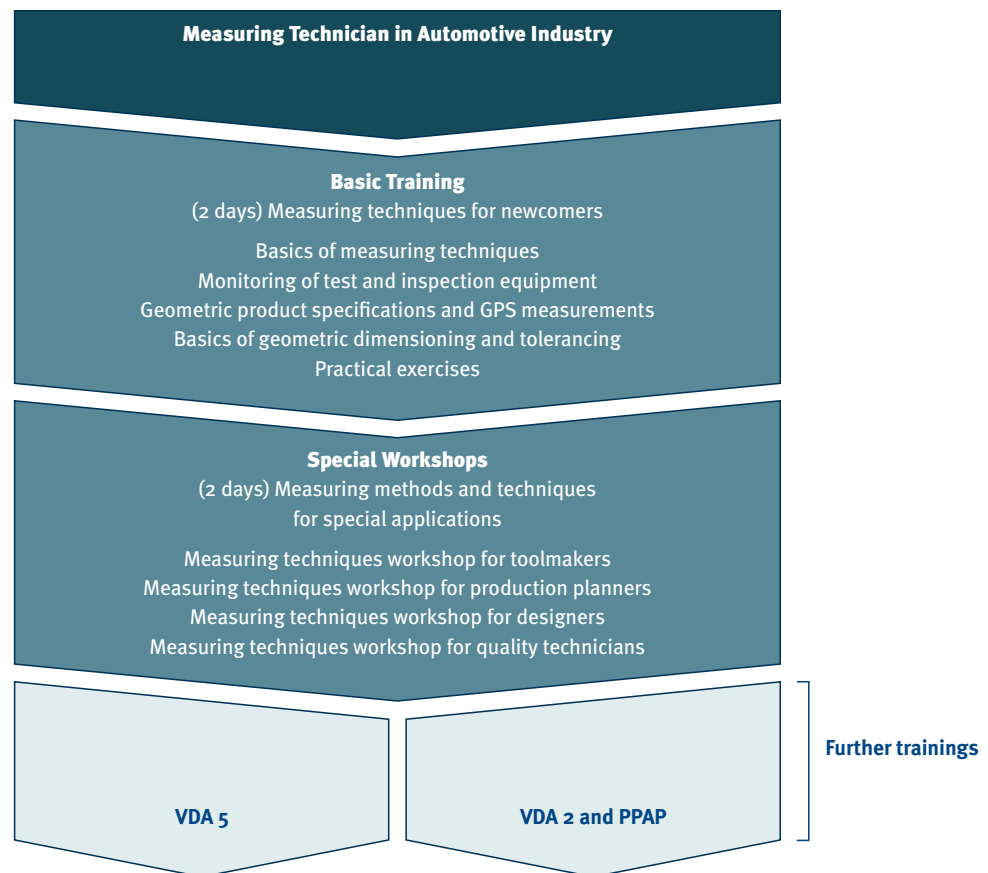 Measuring Technician in Automotive Industry
Basic Training
(2 days) Measuring techniques for newcomers
Basics of measuring techniques
Monitoring of test and inspection equipment
Geometric product specifications and GPS measurements
Basics of geometric dimensioning and tolerancing
Practical exercises
Special Workshops
(2 days) Measuring methods and techniques
for special applications
Measuring techniques workshop for toolmakers
Measuring techniques workshop for production planners
Measuring techniques workshop for designers
Measuring techniques workshop for quality technicians
Further trainings
VDA 5
VDA 2 and PPAP